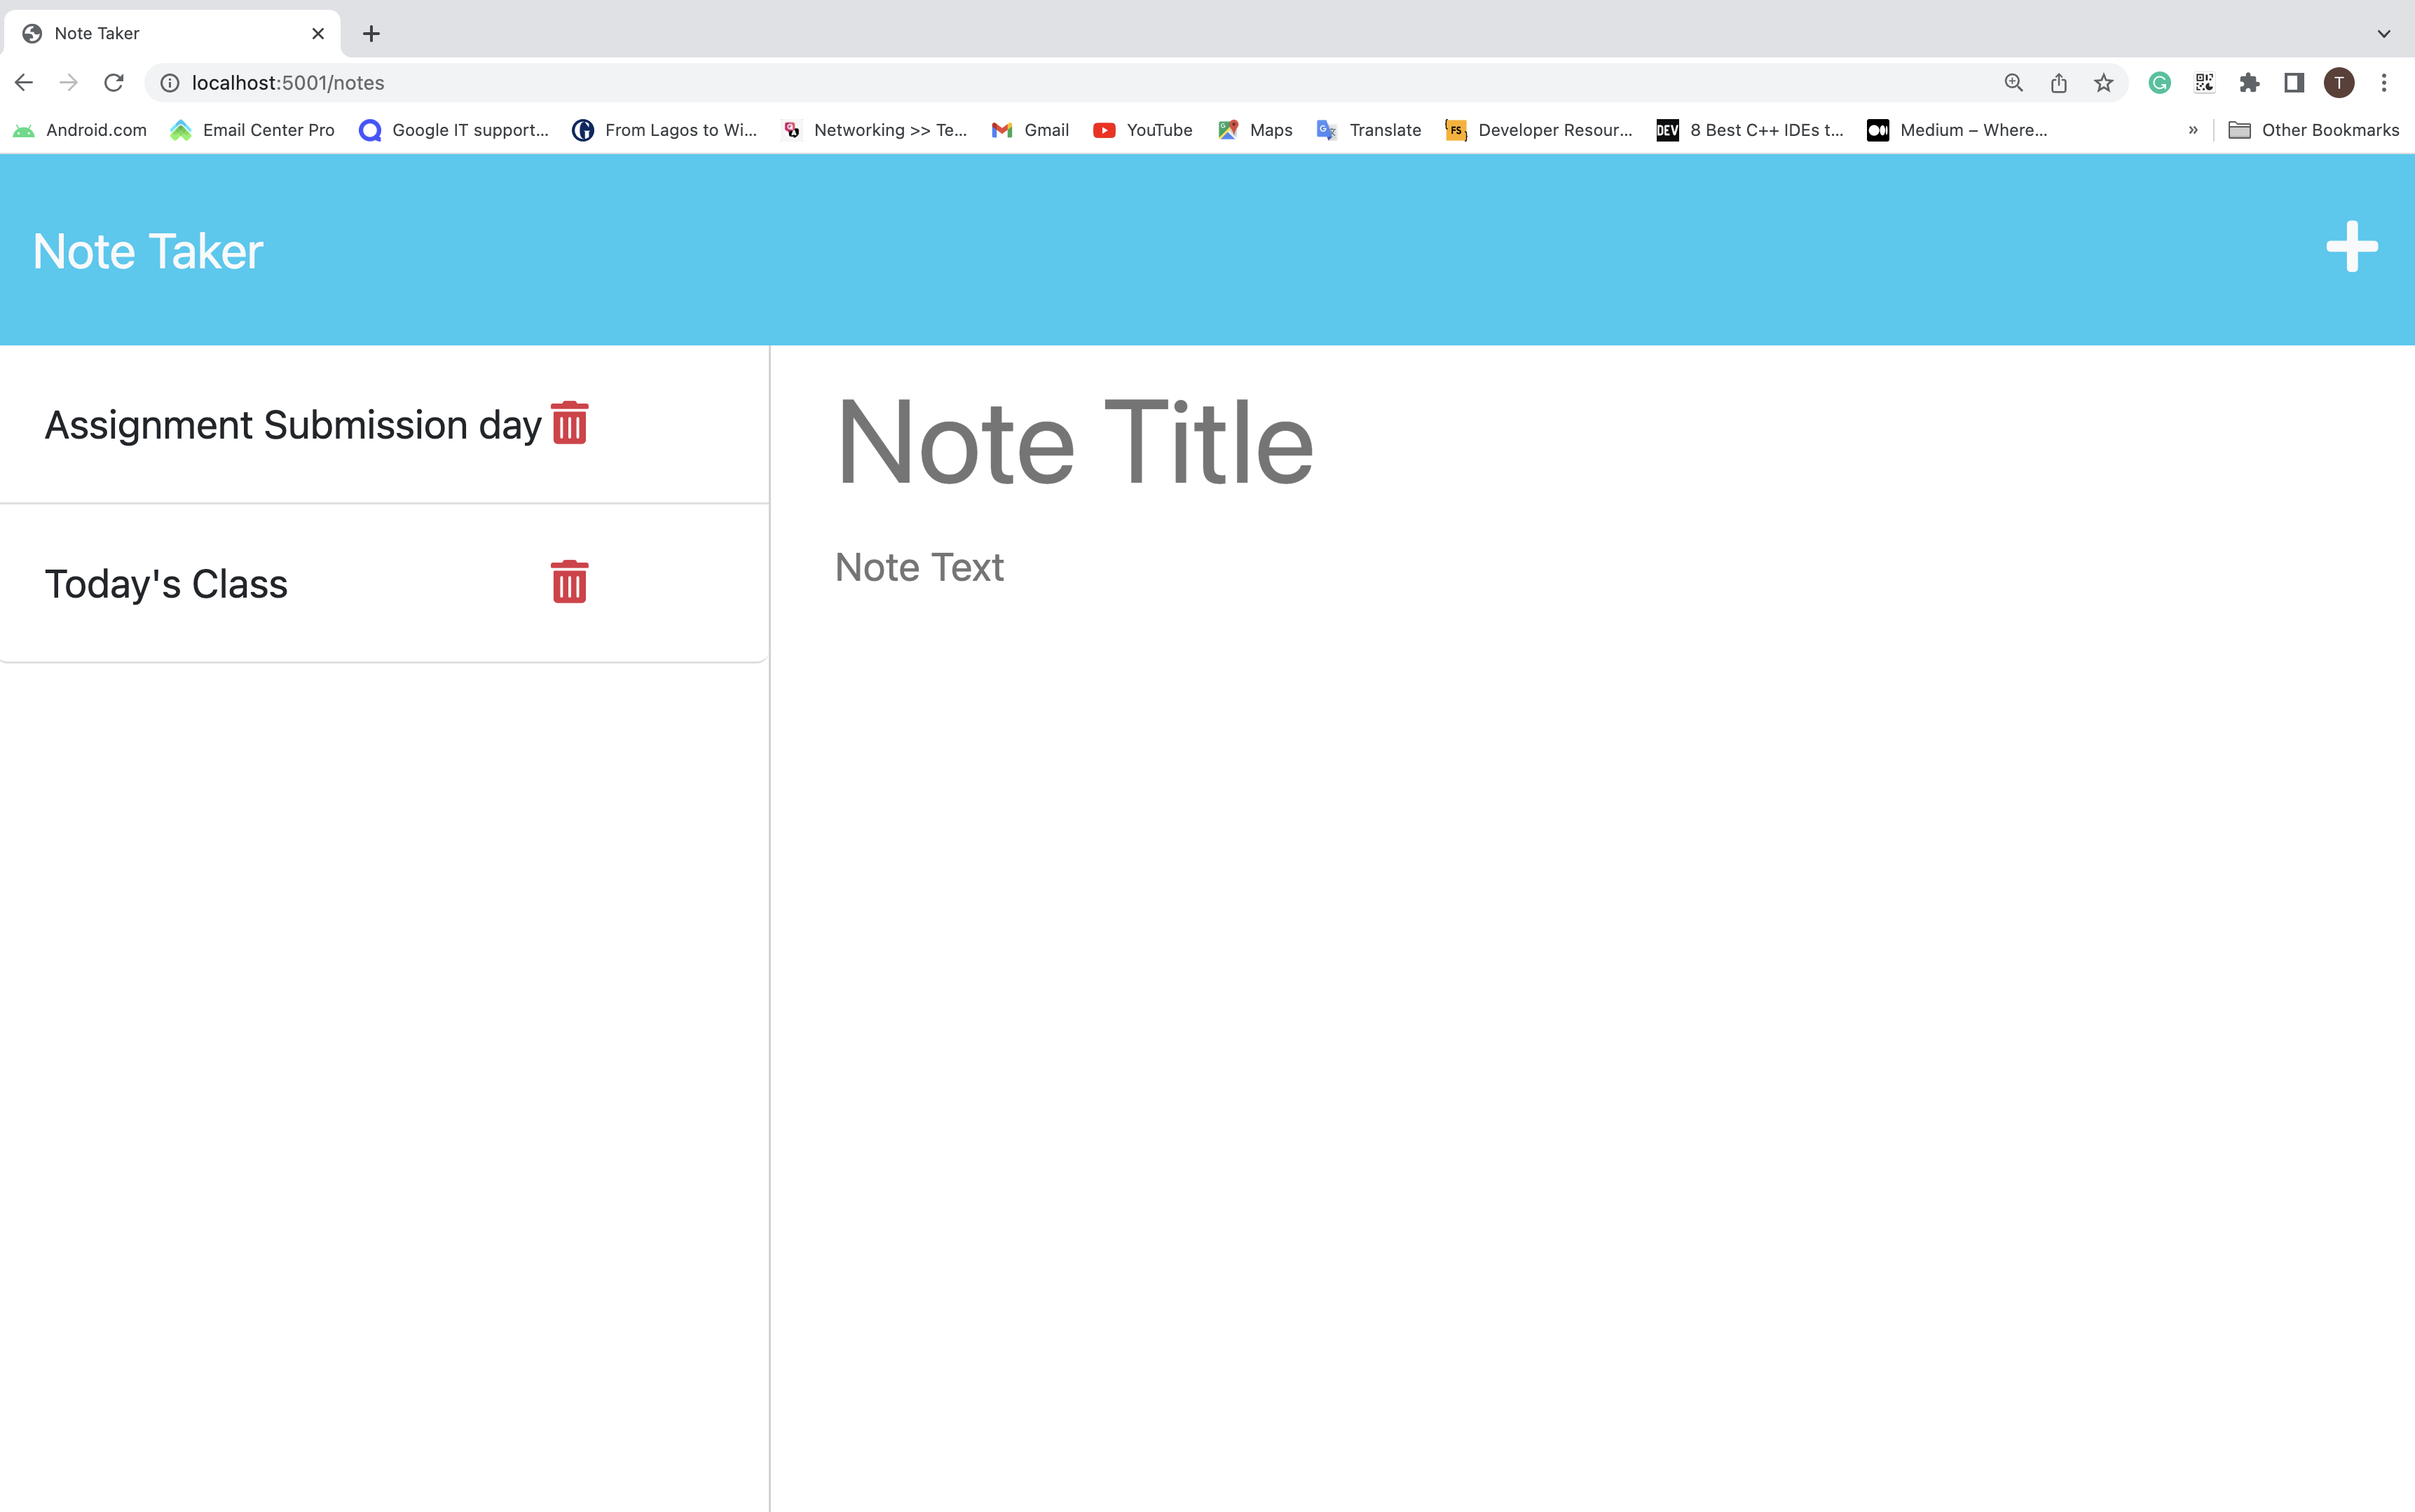 Note Taker
localhost:5001/notes
T
Android.com Email Center Pro Google IT support... From Lagos to Wi... Networking >> Te... Gmail YouTube Maps Translate FS Developer Resour... DEV 8 Best C++ IDEs t... Medium – Where... » Other Bookmarks
Note Taker
Assignment Submission day
Today's Class
Note Title
Note Text